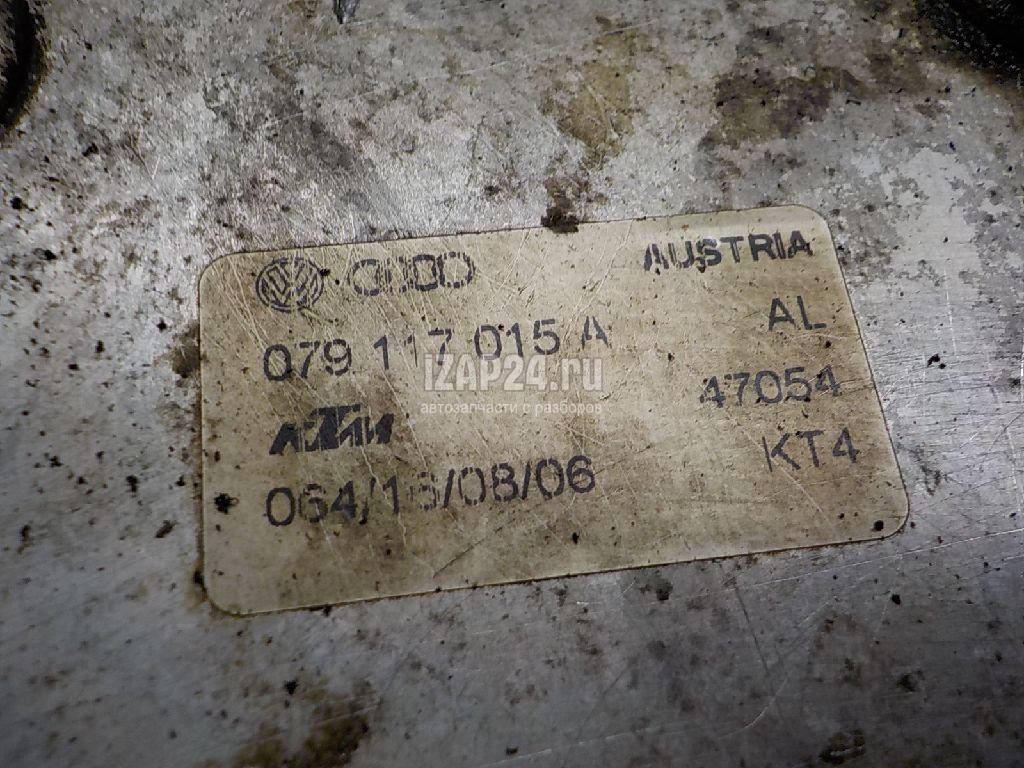 AUSTRIA
079 117 015 A AL
47054
KTM KT4
064/16/08/06
iZAP24.ru
автозапчасти с разборов